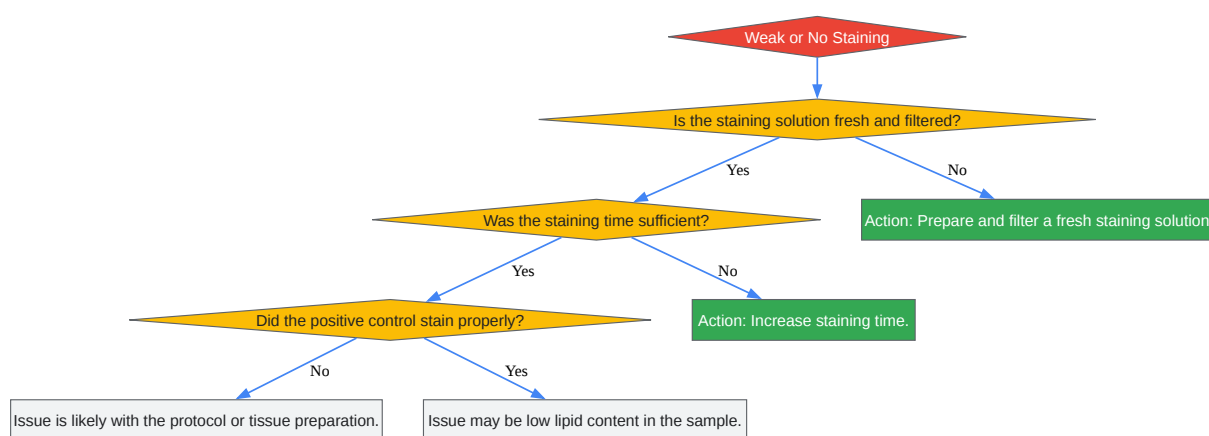 Weak or No Staining
Is the staining solution fresh and filtered?
Yes
No
Was the staining time sufficient?
Action: Prepare and filter a fresh staining solution
Yes
No
Did the positive control stain properly?
Action: Increase staining time.
No
Yes
Issue is likely with the protocol or tissue preparation.
Issue may be low lipid content in the sample.